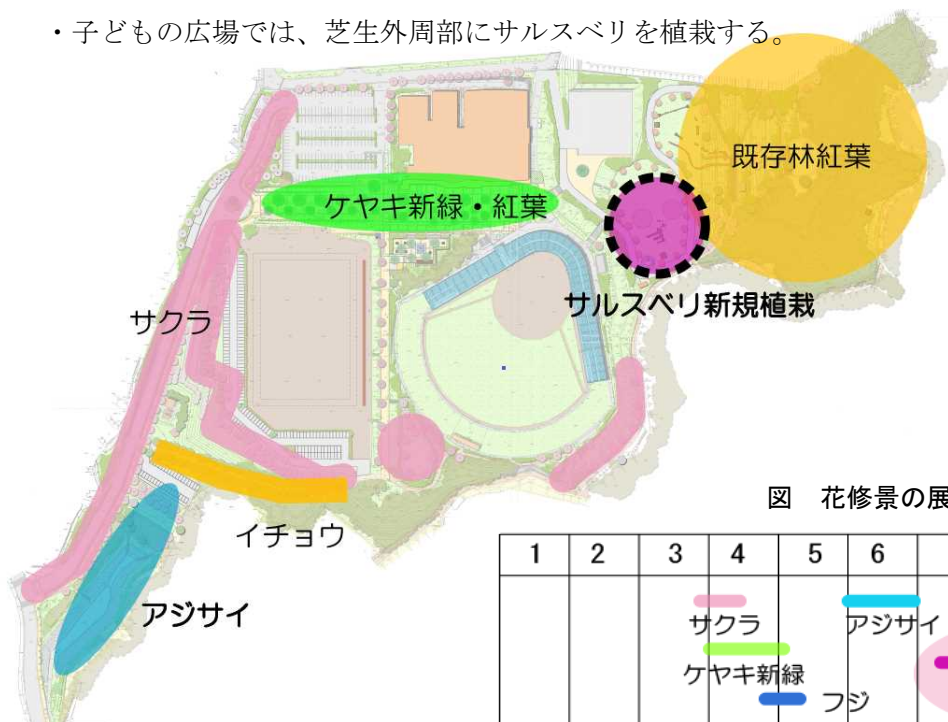 ・子どもの広場では、芝生外周部にサルスベリを植栽する。
既存林紅葉
ケヤキ新緑・紅葉
サルスベリ新規植栽
サクラ
イチョウ
アジサイ
図 花修景の展
1 2 3 4 5 6
サクラ アジサイ
ケヤキ新緑
フジ